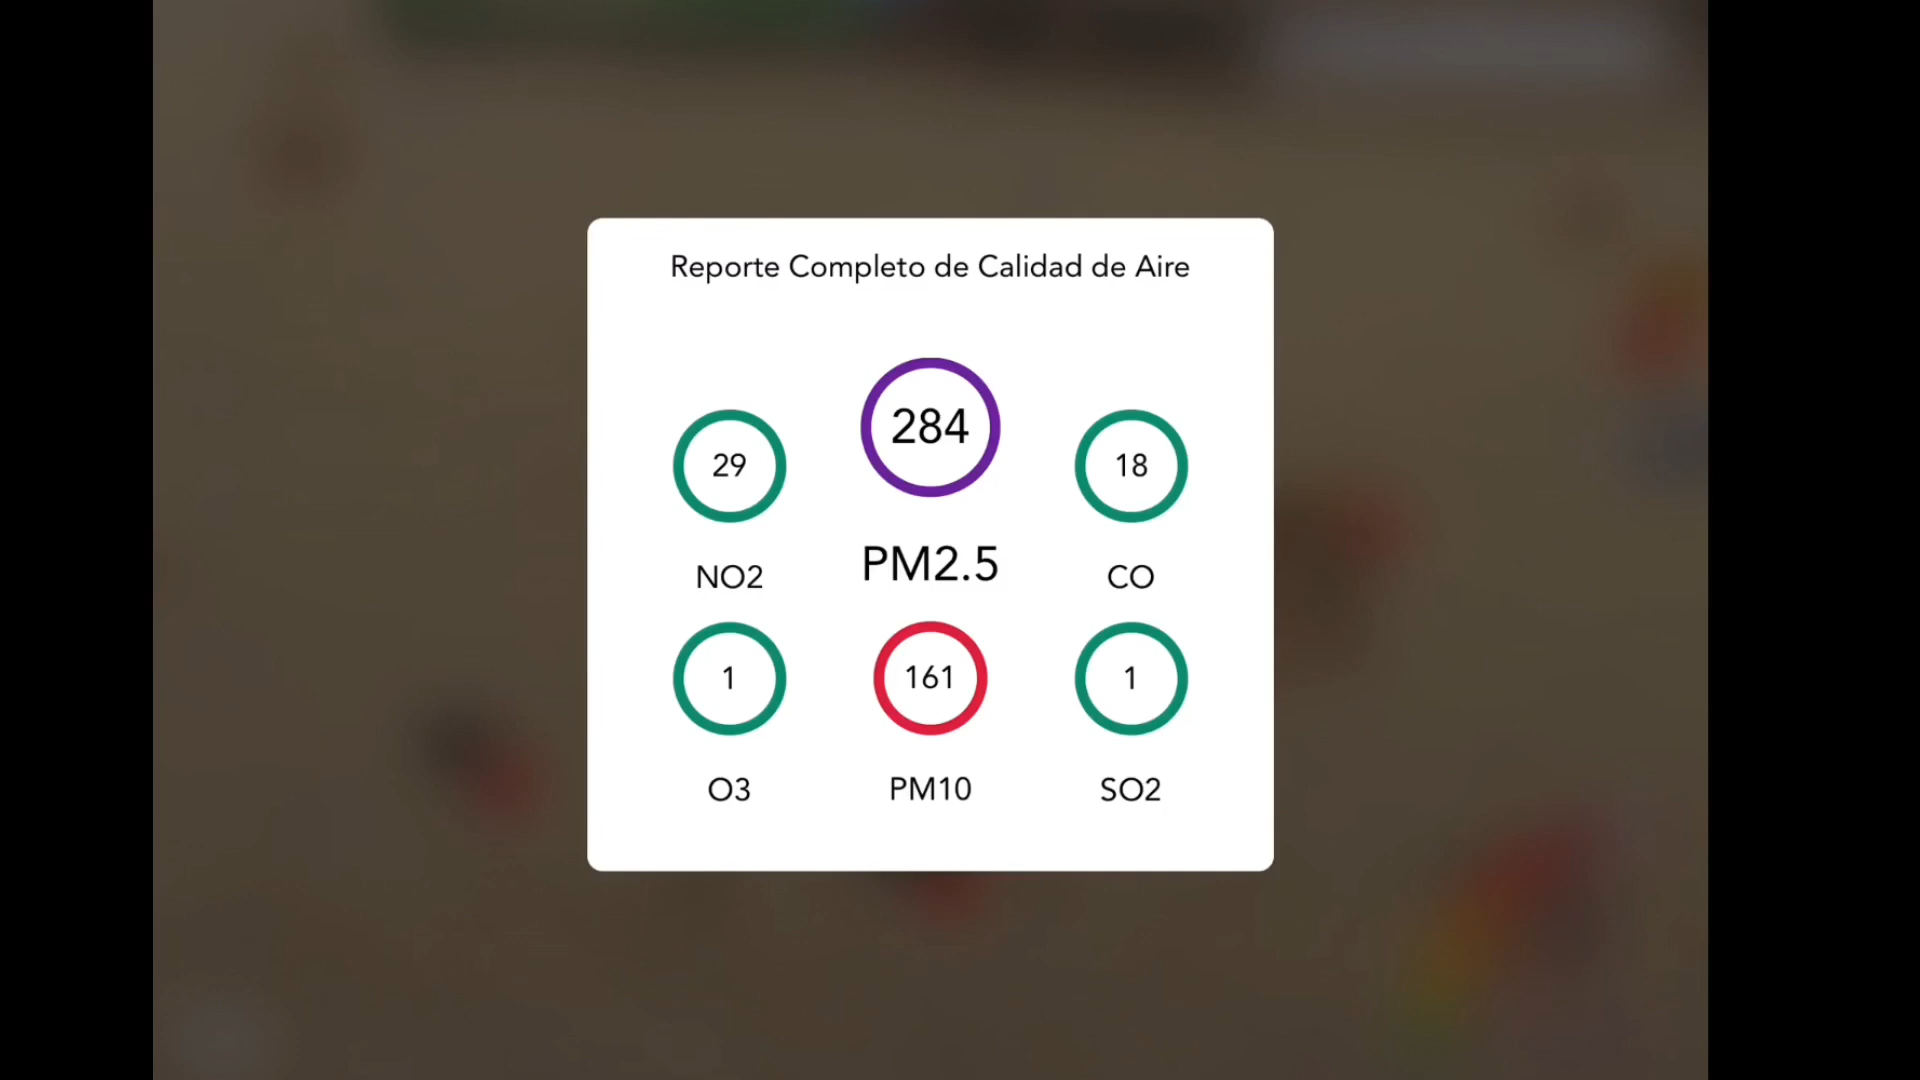 Reporte Completo de Calidad de Aire
284
29
18
PM2.5
NO2
CO
1
161
1
O3
PM10
SO2